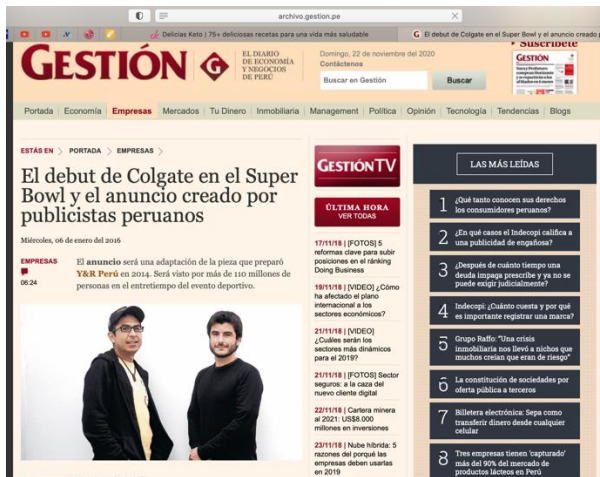 archivo.gestion.pe
Delicias Keto | 75+ deliciosas recetas para una vida más saludable
El debut de Colgate en el Super Bowl y el anuncio creado p
GESTIÓN
EL DIARIO
DE ECONOMÍA
Y NEGOCIOS
DE PERÚ
Domingo, 22 de noviembre del 2020
Contáctenos
Buscar en Gestión
Buscar
Suscríbete
GESTIÓN
Portada
Economía
Empresas
Mercados
Tu Dinero
Inmobiliaria
Management
Política
Opinión
Tecnología
Tendencias
Blogs
ESTÁS EN > PORTADA > EMPRESAS >
El debut de Colgate en el Super
Bowl y el anuncio creado por
publicistas peruanos
Miércoles, 06 de enero del 2016
EMPRESAS
06:24
El anuncio será una adaptación de la pieza que preparó
Y&R Perú en 2014. Será visto por más de 110 millones de
personas en el entretiempo del evento deportivo.
GESTIÓNTV
ÚLTIMA HORA
VER TODAS
17/11/18 | [FOTOS] 5
reformas clave para subir
posiciones en el ránking
Doing Business
19/11/18 | [VIDEO] ¿Cómo
ha afectado el plano
internacional a los
sectores económicos?
21/11/18 | [VIDEO]
¿Cuáles serán los
sectores más dinámicos
para el 2019?
21/11/18 | [FOTOS] Sector
seguros: a la caza del
nuevo cliente digital
22/11/18 | Cartera minera
al 2021: US$8.000
millones en inversiones
23/11/18 | Nube híbrida: 5
razones del porqué las
empresas deben usarlas
en 2019
LAS MÁS LEÍDAS
1 ¿Qué tanto conocen sus derechos
los consumidores peruanos?
2 ¿En qué casos el Indecopi califica a
una publicidad de engañosa?
3 ¿Después de cuánto tiempo una
deuda impaga prescribe y ya no se
puede exigir judicialmente?
4 Indecopi: ¿Cuánto cuesta y por qué
es importante registrar una marca?
5 Grupo Raffo: "Una crisis
inmobiliaria nos llevó a nichos que
muchos creían que eran de riesgo"
6 La constitución de sociedades por
oferta pública a terceros
7 Billetera electrónica: Sepa como
transferir dinero desde cualquier
celular
8 Tres empresas tienen 'capturado'
más del 90% del mercado de
productos lácteos en Perú